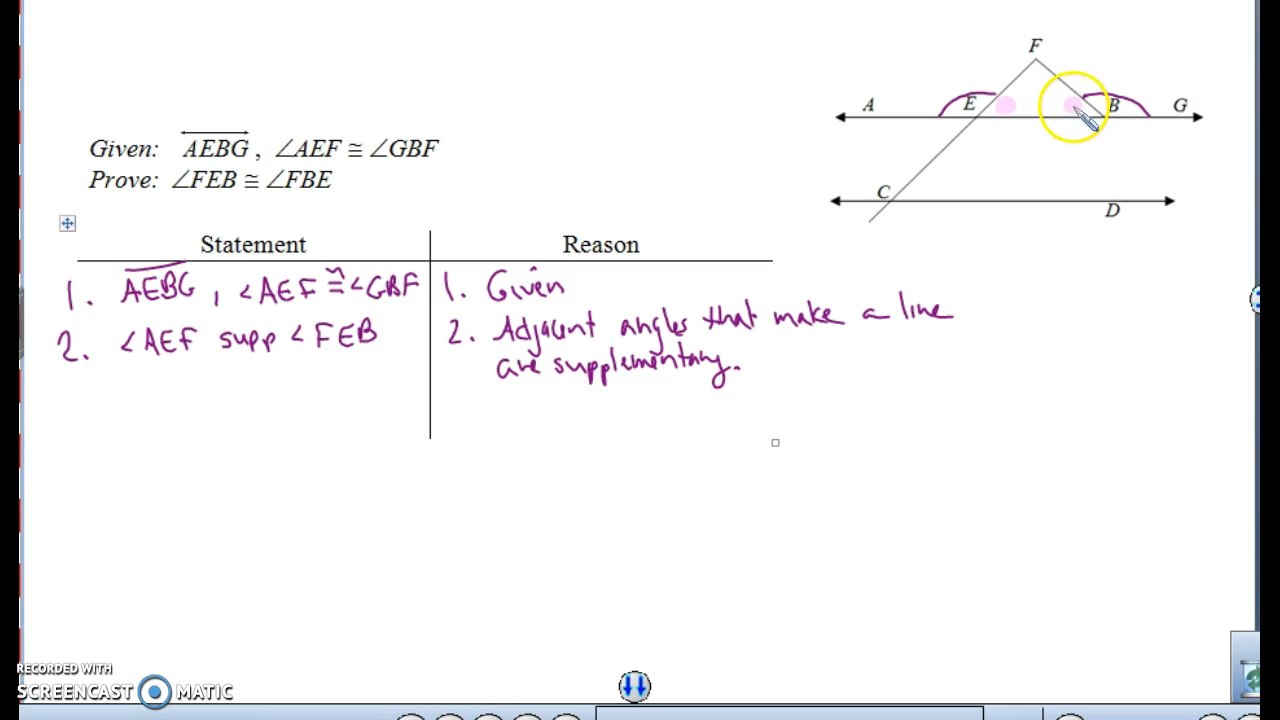 F
A E B G
Given: AEBG , ∠AEF ≅ ∠GBF
Prove: ∠FEB ≅ ∠FBE
C
D
Statement Reason
1. AEBG , <AEF ≅ <GBF 1. Given
2. <AEF supp <FEB 2. Adjacent angles that make a line
are supplementary.
RECORDED WITH
SCREENCAST MATIC